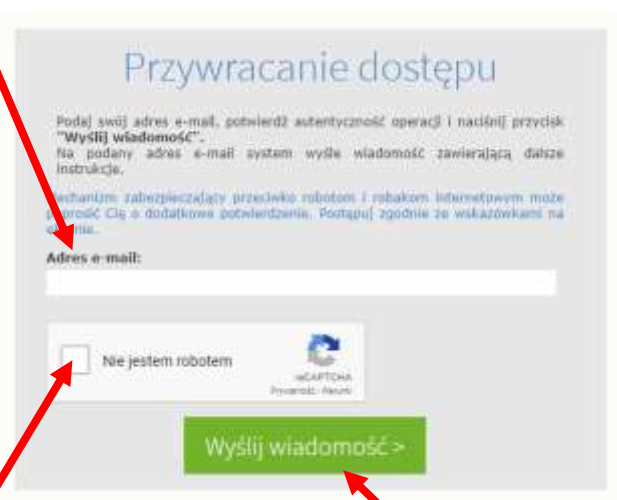 Przywracanie dostępu
Podaj swój adres e-mail, potwierdź autentyczność operacji i naciśnij przycisk
"Wyślij wiadomość".
Na podany adres e-mail system wyśle wiadomość zawierającą dalsze
instrukcje.
Mechanizm zabezpieczający przeciwko robotom i robakom internetowym może
poprosić Cię o dodatkowe potwierdzenie. Postępuj zgodnie ze wskazówkami na
ekranie.
Adres e-mail:
Nie jestem robotem
reCAPTCHA
Prywatność -
Wyślij wiadomość >